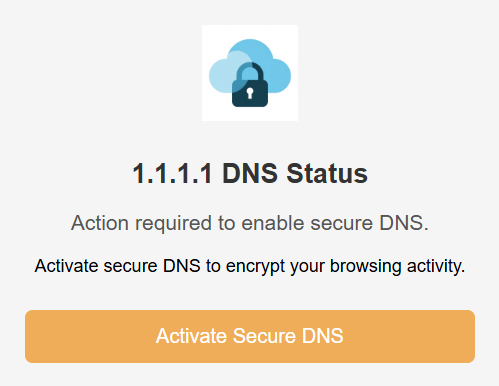 1.1.1.1 DNS Status
Action required to enable secure DNS.
Activate secure DNS to encrypt your browsing activity.
Activate Secure DNS